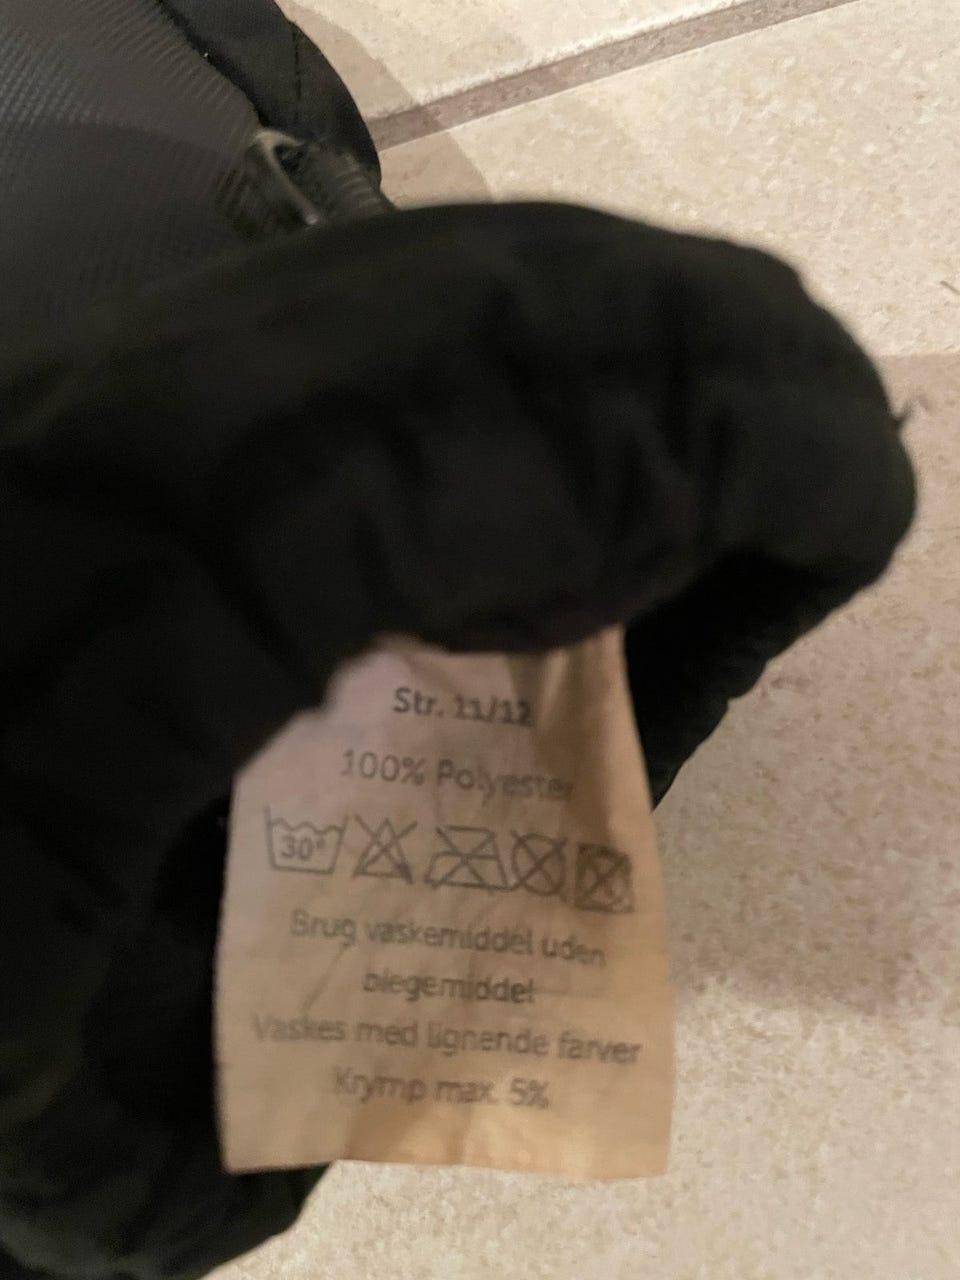 Str. 11/12
100% Polyester
30°
Brug vaskemiddel uden
blegemiddel
Vaskes med lignende farver
Krymp max. 5%